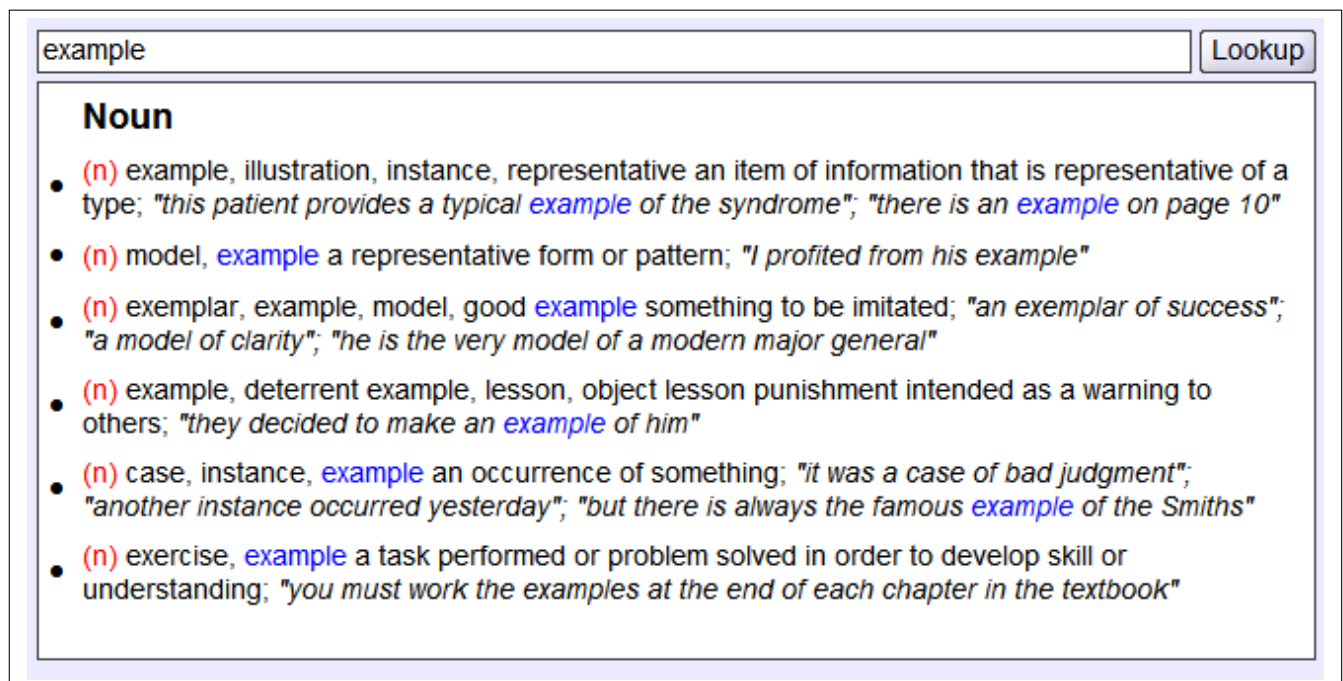 example
Lookup
Noun
• (n) example, illustration, instance, representative an item of information that is representative of a
type; "this patient provides a typical example of the syndrome"; "there is an example on page 10"
• (n) model, example a representative form or pattern; "I profited from his example"
• (n) exemplar, example, model, good example something to be imitated; "an exemplar of success";
"a model of clarity"; "he is the very model of a modern major general"
• (n) example, deterrent example, lesson, object lesson punishment intended as a warning to
others; "they decided to make an example of him"
• (n) case, instance, example an occurrence of something; "it was a case of bad judgment";
"another instance occurred yesterday"; "but there is always the famous example of the Smiths"
• (n) exercise, example a task performed or problem solved in order to develop skill or
understanding; "you must work the examples at the end of each chapter in the textbook"